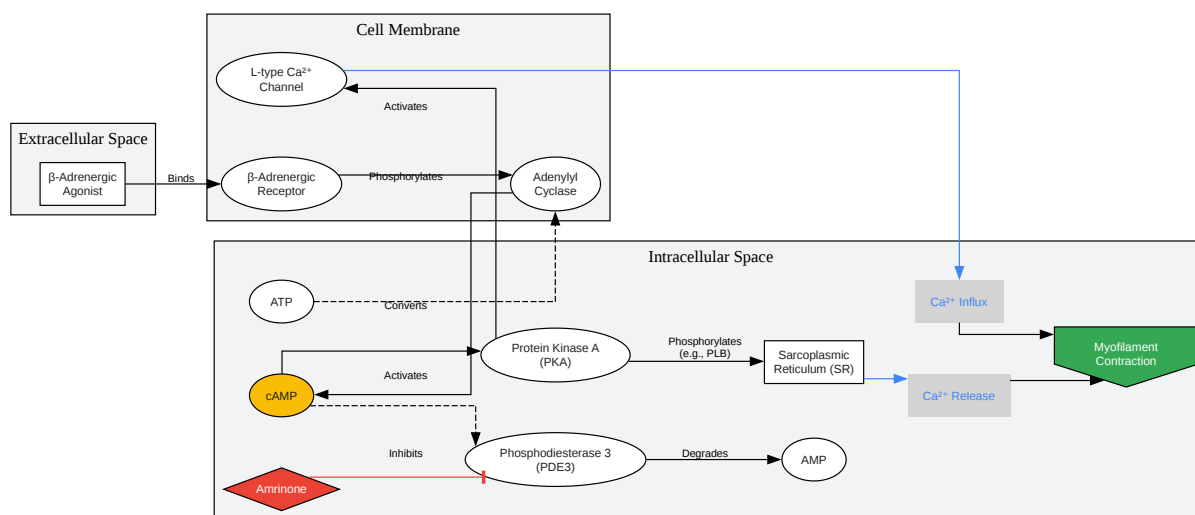 Cell Membrane
L-type Ca²⁺
Channel
Activates
Extracellular Space
β-Adrenergic
Agonist
Binds
β-Adrenergic
Receptor
Phosphorylates
Adenylyl
Cyclase
Intracellular Space
ATP
Converts
Ca²⁺ Influx
Protein Kinase A
(PKA)
Phosphorylates
(e.g., PLB)
Sarcoplasmic
Reticulum (SR)
Myofilament
Contraction
Activates
cAMP
Ca²⁺ Release
Inhibits
Phosphodiesterase 3
(PDE3)
Degrades
AMP
Amrinone